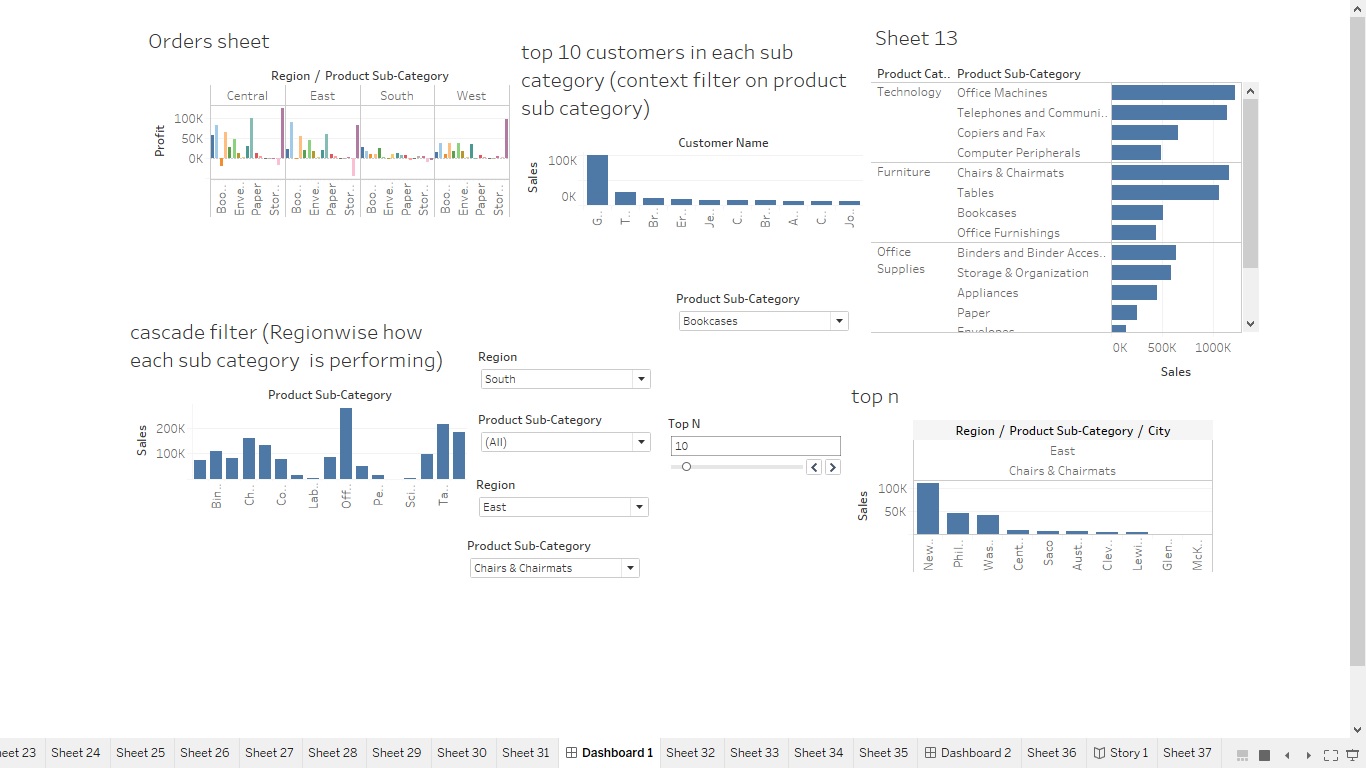 Orders sheet
Region / Product Sub-Category
Central East South West
Profit
100K
50K
0K
Boo..
Enve..
Paper
Stor..
Boo..
Enve..
Paper
Stor..
Boo..
Enve..
Paper
Stor..
Boo..
Enve..
Paper
Stor..
top 10 customers in each sub
category (context filter on product
sub category)
Customer Name
Sales
100K
0K
G..
T..
Br..
Er..
Je..
C..
Br..
A..
C..
Jo..
Product Sub-Category
Bookcases
Sheet 13
Product Cat.. Product Sub-Category
Technology Office Machines
Telephones and Communi..
Copiers and Fax
Computer Peripherals
Furniture Chairs & Chairmats
Tables
Bookcases
Office Furnishings
Office
Supplies
Binders and Binder Acces..
Storage & Organization
Appliances
Paper
Envelopes
0K 500K 1000K
Sales
cascade filter (Regionwise how
each sub category is performing)
Product Sub-Category
Sales
200K
100K
Bin..
Ch..
Co..
Lab..
Off..
Pe..
Sci..
Ta..
Region
South
Product Sub-Category
(All)
Region
East
Product Sub-Category
Chairs & Chairmats
Top N
10
top n
Region / Product Sub-Category / City
East
Chairs & Chairmats
Sales
100K
50K
New..
Phil..
Was..
Cent..
Saco
Aust..
Clev..
Lewi..
Glen..
McK..
eet 23 Sheet 24 Sheet 25 Sheet 26 Sheet 27 Sheet 28 Sheet 29 Sheet 30 Sheet 31 Dashboard 1 Sheet 32 Sheet 33 Sheet 34 Sheet 35 Dashboard 2 Sheet 36 Story 1 Sheet 37